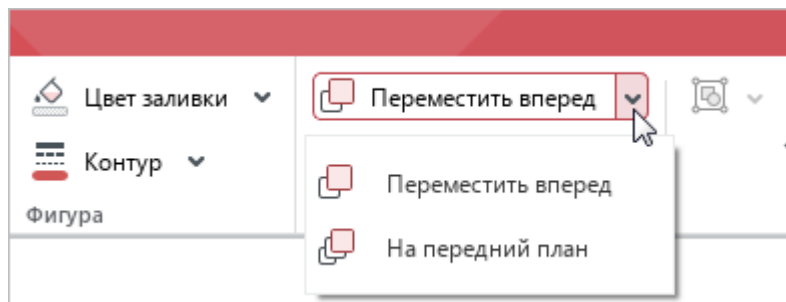 Цвет заливки
Переместить вперед
Контур
Фигура
Переместить вперед
На передний план